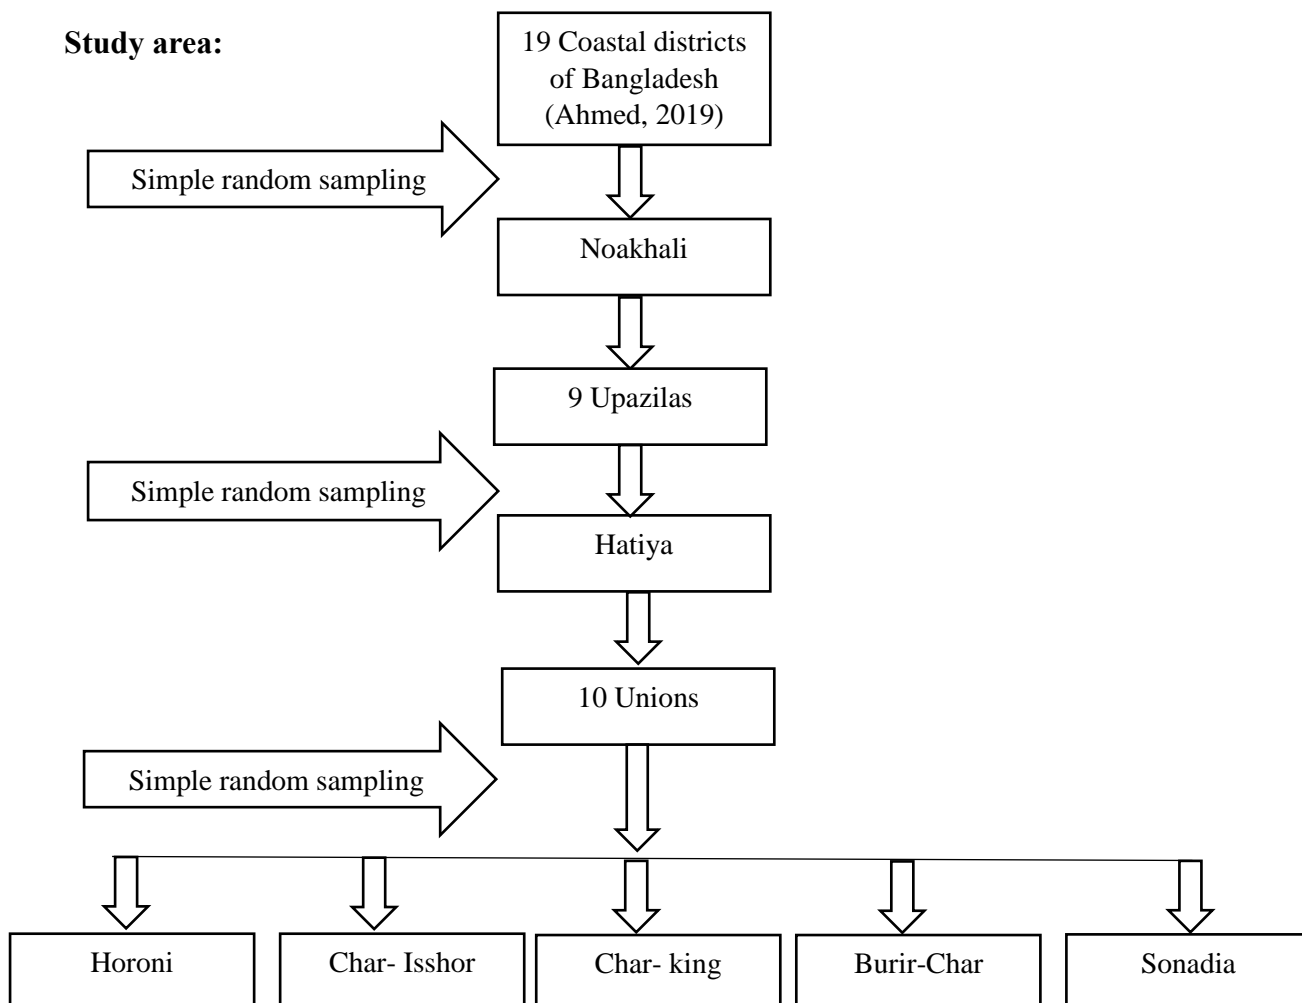 Study area:
19 Coastal districts
of Bangladesh
(Ahmed, 2019)
Simple random sampling
Noakhali
9 Upazilas
Simple random sampling
Hatiya
10 Unions
Simple random sampling
Horoni
Char- Isshor
Char- king
Burir-Char
Sonadia